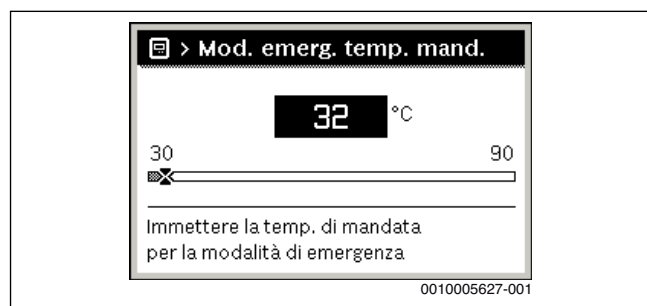 > Mod. emerg. temp. mand.
32 °C
30 90
Immettere la temp. di mandata
per la modalità di emergenza
0010005627-001